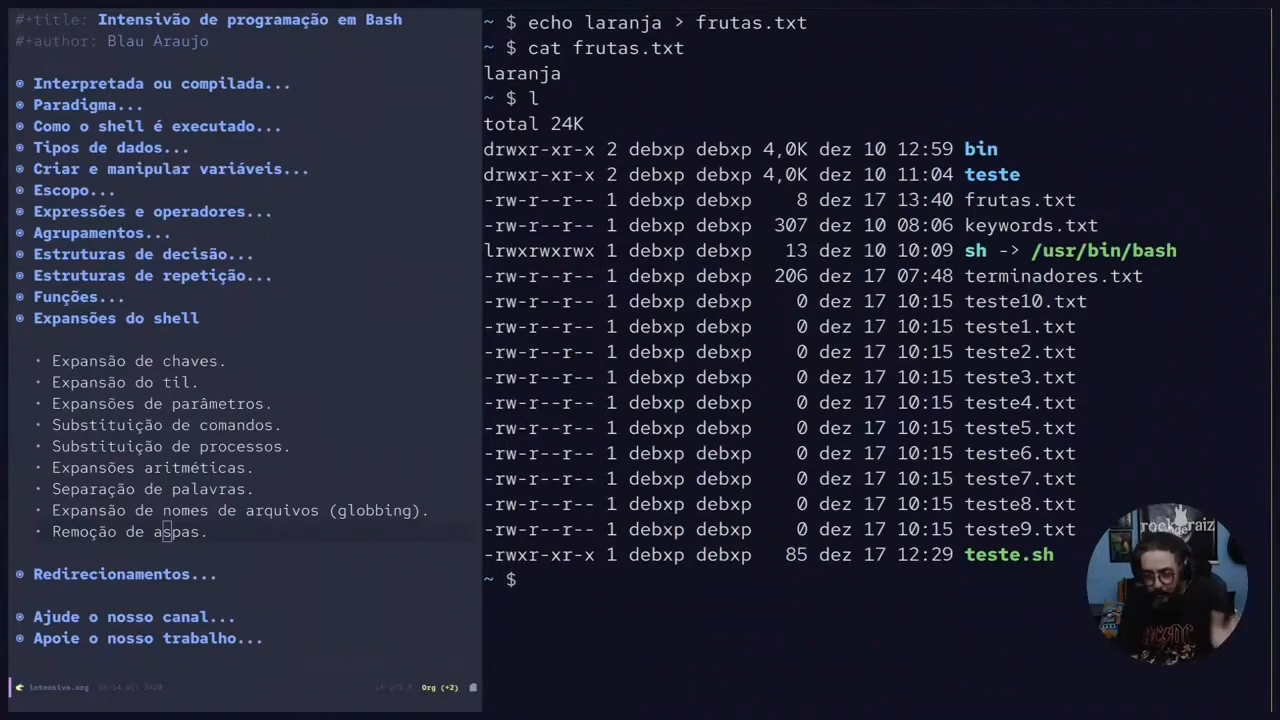 #+title: Intensivão de programação em Bash
#+author: Blau Araujo
Interpretada ou compilada...
Paradigma...
Como o shell é executado...
Tipos de dados...
Criar e manipular variáveis...
Escopo...
Expressões e operadores...
Agrupamentos...
Estruturas de decisão...
Estruturas de repetição...
Funções...
Expansões do shell
• Expansão de chaves.
• Expansão do til.
• Expansões de parâmetros.
• Substituição de comandos.
• Substituição de processos.
• Expansões aritméticas.
• Separação de palavras.
• Expansão de nomes de arquivos (globbing).
• Remoção de aspas.
Redirecionamentos...
Ajude o nosso canal...
Apoie o nosso trabalho...
intensivo.org
Org (+2)
~ $ echo laranja > frutas.txt
~ $ cat frutas.txt
laranja
~ $ l
total 24K
drwxr-xr-x 2 debxp debxp 4,0K dez 10 12:59 bin
drwxr-xr-x 2 debxp debxp 4,0K dez 10 11:04 teste
-rw-r--r-- 1 debxp debxp 8 dez 17 13:40 frutas.txt
-rw-r--r-- 1 debxp debxp 307 dez 10 08:06 keywords.txt
lrwxrwxrwx 1 debxp debxp 13 dez 10 10:09 sh -> /usr/bin/bash
-rw-r--r-- 1 debxp debxp 206 dez 17 07:48 terminadores.txt
-rw-r--r-- 1 debxp debxp 0 dez 17 10:15 teste10.txt
-rw-r--r-- 1 debxp debxp 0 dez 17 10:15 teste1.txt
-rw-r--r-- 1 debxp debxp 0 dez 17 10:15 teste2.txt
-rw-r--r-- 1 debxp debxp 0 dez 17 10:15 teste3.txt
-rw-r--r-- 1 debxp debxp 0 dez 17 10:15 teste4.txt
-rw-r--r-- 1 debxp debxp 0 dez 17 10:15 teste5.txt
-rw-r--r-- 1 debxp debxp 0 dez 17 10:15 teste6.txt
-rw-r--r-- 1 debxp debxp 0 dez 17 10:15 teste7.txt
-rw-r--r-- 1 debxp debxp 0 dez 17 10:15 teste8.txt
-rw-r--r-- 1 debxp debxp 0 dez 17 10:15 teste9.txt
-rwxr-xr-x 1 debxp debxp 85 dez 17 12:29 teste.sh
~ $
rock de raiz